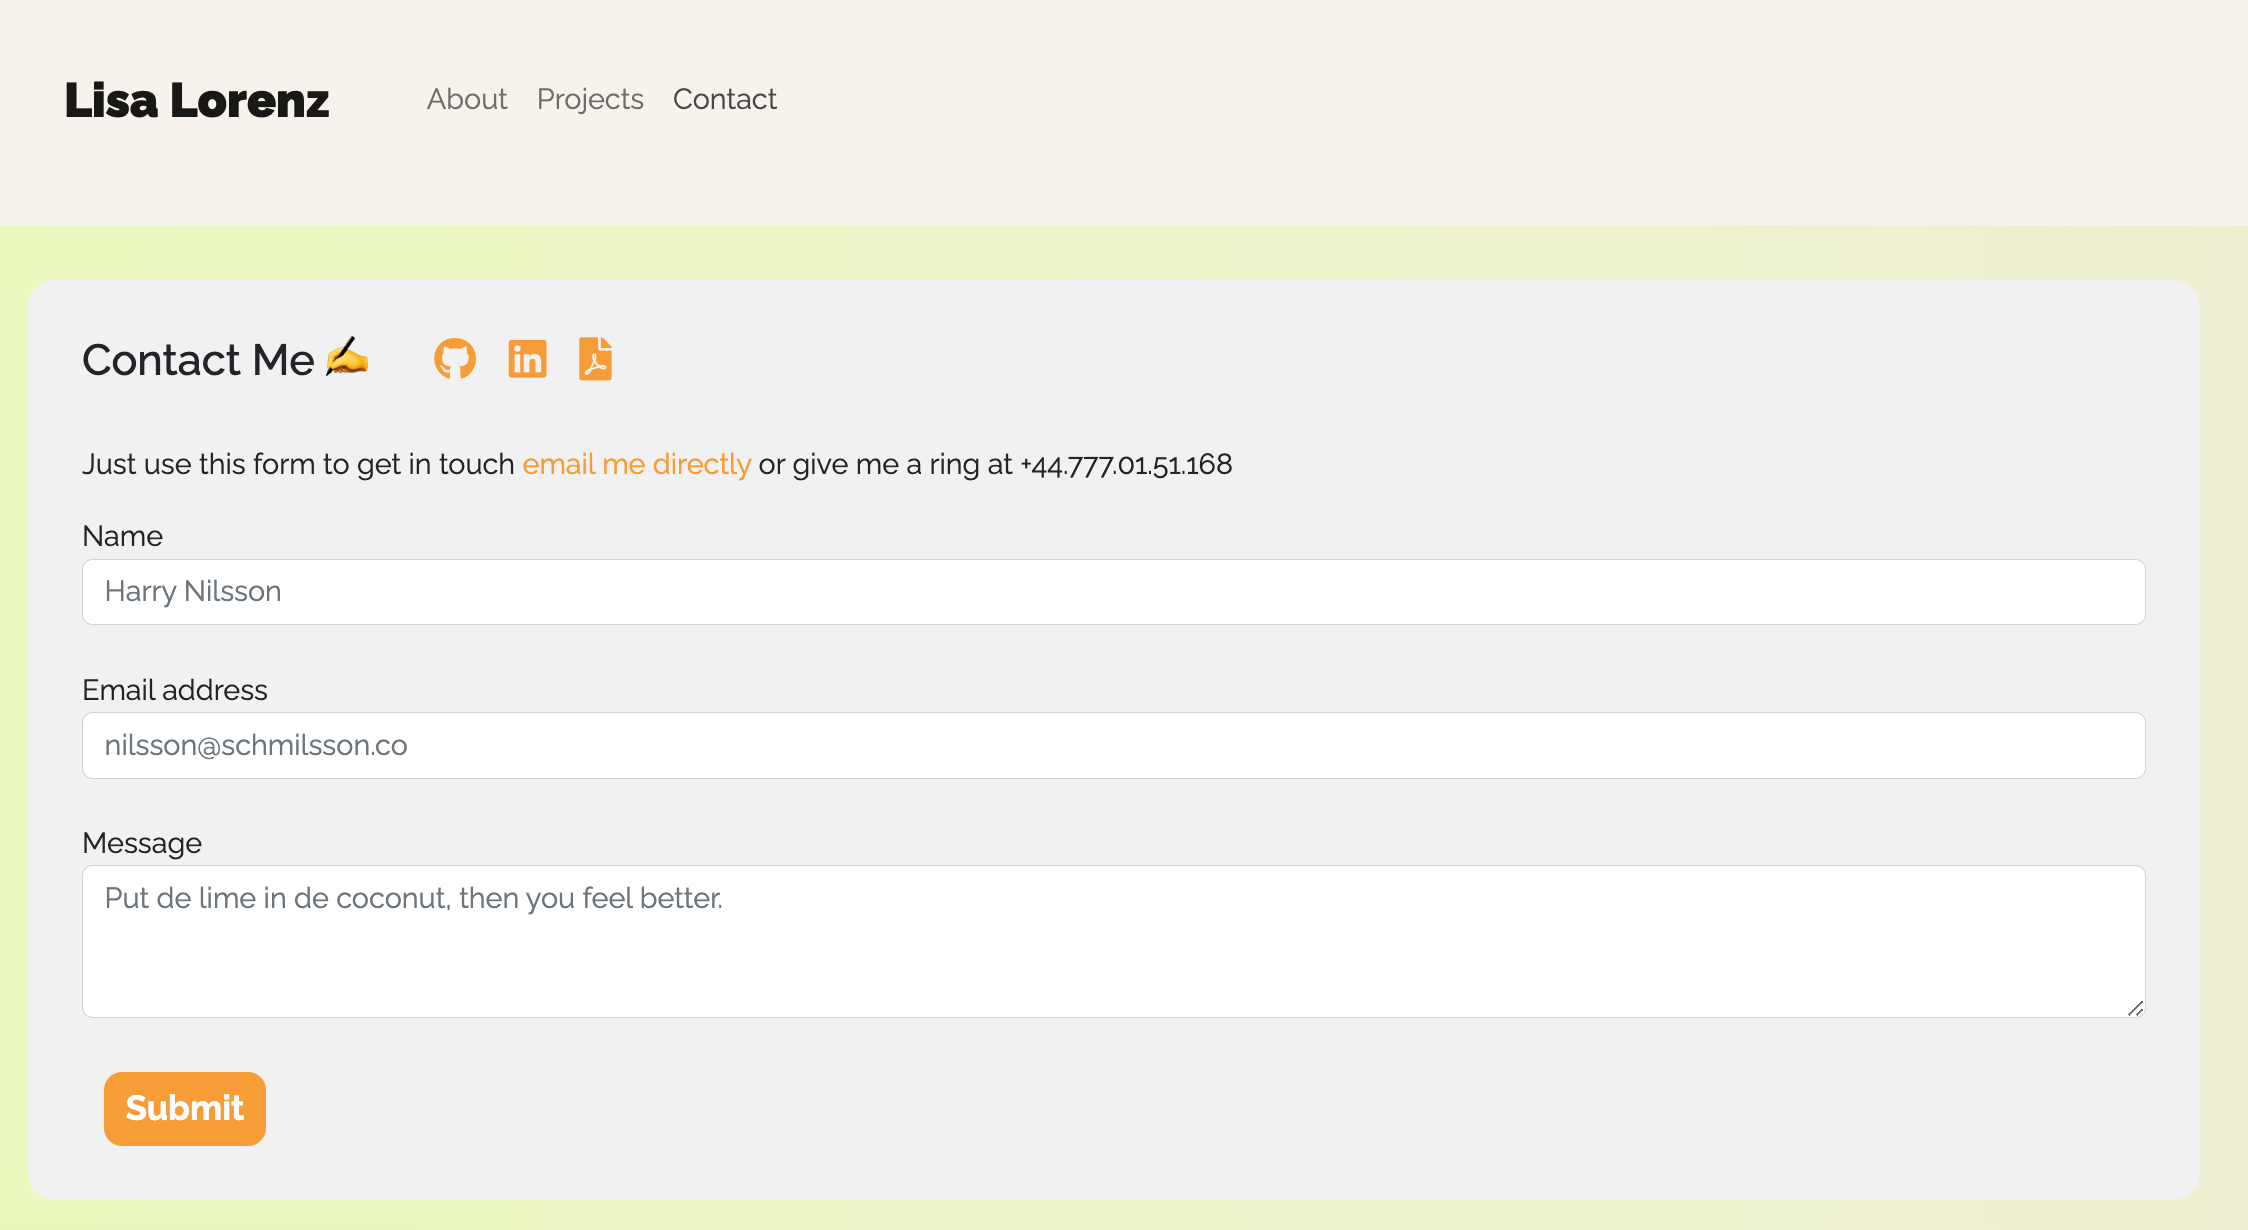 Lisa Lorenz
About Projects Contact
Contact Me ✍️
Just use this form to get in touch email me directly or give me a ring at +44.777.01.51.168
Name
Harry Nilsson
Email address
nilsson@schmilsson.co
Message
Put de lime in de coconut, then you feel better.
Submit